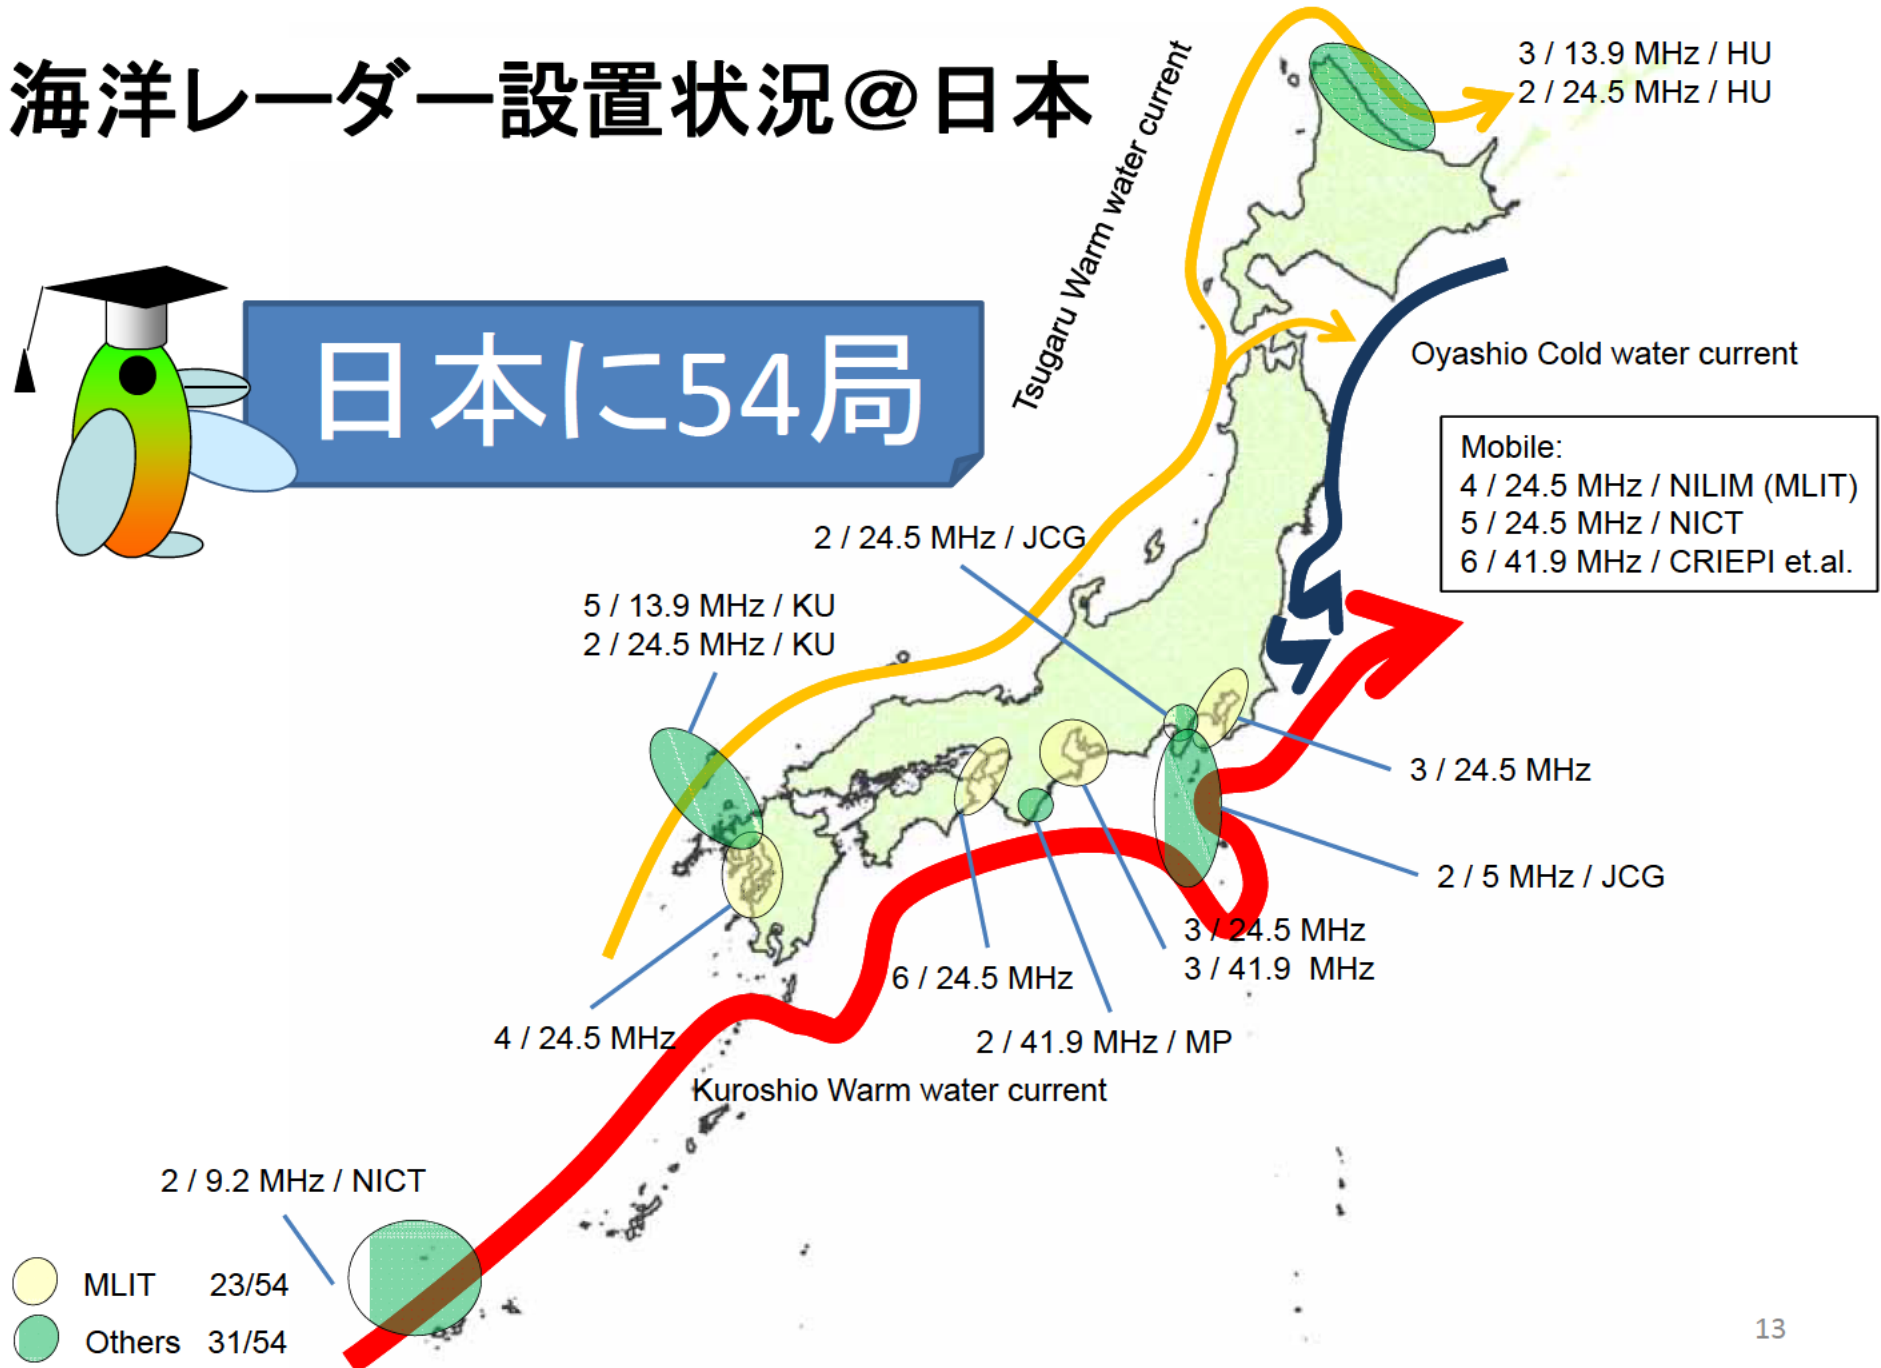 海洋レーダー設置状況＠日本
3 / 13.9 MHz / HU
2 / 24.5 MHz / HU
Tsugaru Warm water current
日本に54局
Oyashio Cold water current
Mobile:
4 / 24.5 MHz / NILIM (MLIT)
5 / 24.5 MHz / NICT
6 / 41.9 MHz / CRIEPI et.al.
2 / 24.5 MHz / JCG
5 / 13.9 MHz / KU
2 / 24.5 MHz / KU
3 / 24.5 MHz
2 / 5 MHz / JCG
3 / 24.5 MHz
3 / 41.9 MHz
6 / 24.5 MHz
2 / 41.9 MHz / MP
4 / 24.5 MHz
Kuroshio Warm water current
2 / 9.2 MHz / NICT
MLIT 23/54
Others 31/54
13